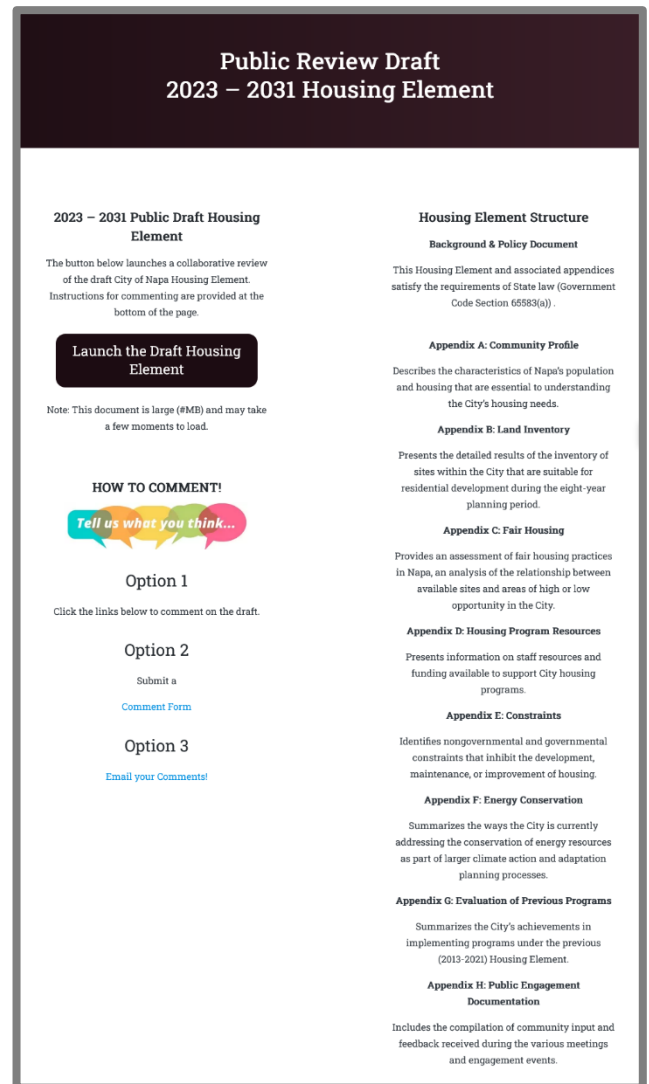 Public Review Draft
2023 – 2031 Housing Element
2023 – 2031 Public Draft Housing
Element
The button below launches a collaborative review
of the draft City of Napa Housing Element.
Instructions for commenting are provided at the
bottom of the page.
Launch the Draft Housing
Element
Note: This document is large (#MB) and may take
a few moments to load.
HOW TO COMMENT!
Tell us what you think...
Option 1
Click the links below to comment on the draft.
Option 2
Submit a
Comment Form
Option 3
Email your Comments!
Housing Element Structure
Background & Policy Document
This Housing Element and associated appendices
satisfy the requirements of State law (Government
Code Section 65583(a)) .
Appendix A: Community Profile
Describes the characteristics of Napa's population
and housing that are essential to understanding
the City's housing needs.
Appendix B: Land Inventory
Presents the detailed results of the inventory of
sites within the City that are suitable for
residential development during the eight-year
planning period.
Appendix C: Fair Housing
Provides an assessment of fair housing practices
in Napa, an analysis of the relationship between
available sites and areas of high or low
opportunity in the City.
Appendix D: Housing Program Resources
Presents information on staff resources and
funding available to support City housing
programs.
Appendix E: Constraints
Identifies nongovernmental and governmental
constraints that inhibit the development,
maintenance, or improvement of housing.
Appendix F: Energy Conservation
Summarizes the ways the City is currently
addressing the conservation of energy resources
as part of larger climate action and adaptation
planning processes.
Appendix G: Evaluation of Previous Programs
Summarizes the City's achievements in
implementing programs under the previous
(2013-2021) Housing Element.
Appendix H: Public Engagement
Documentation
Includes the compilation of community input and
feedback received during the various meetings
and engagement events.